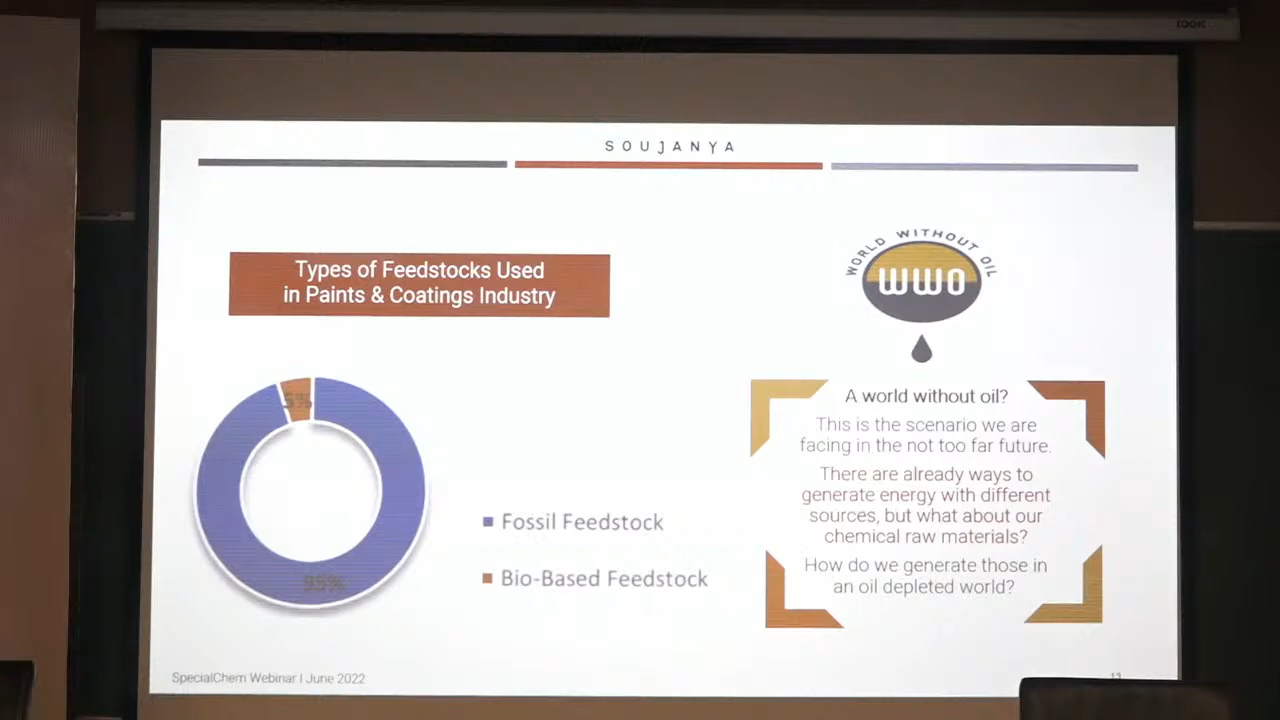 SOUJANYA
Types of Feedstocks Used
in Paints & Coatings Industry
WORLD WITHOUT OIL
WWO
5%
95%
Fossil Feedstock
Bio-Based Feedstock
A world without oil?
This is the scenario we are
facing in the not too far future.
There are already ways to
generate energy with different
sources, but what about our
chemical raw materials?
How do we generate those in
an oil depleted world?
SpecialChem Webinar I June 2022